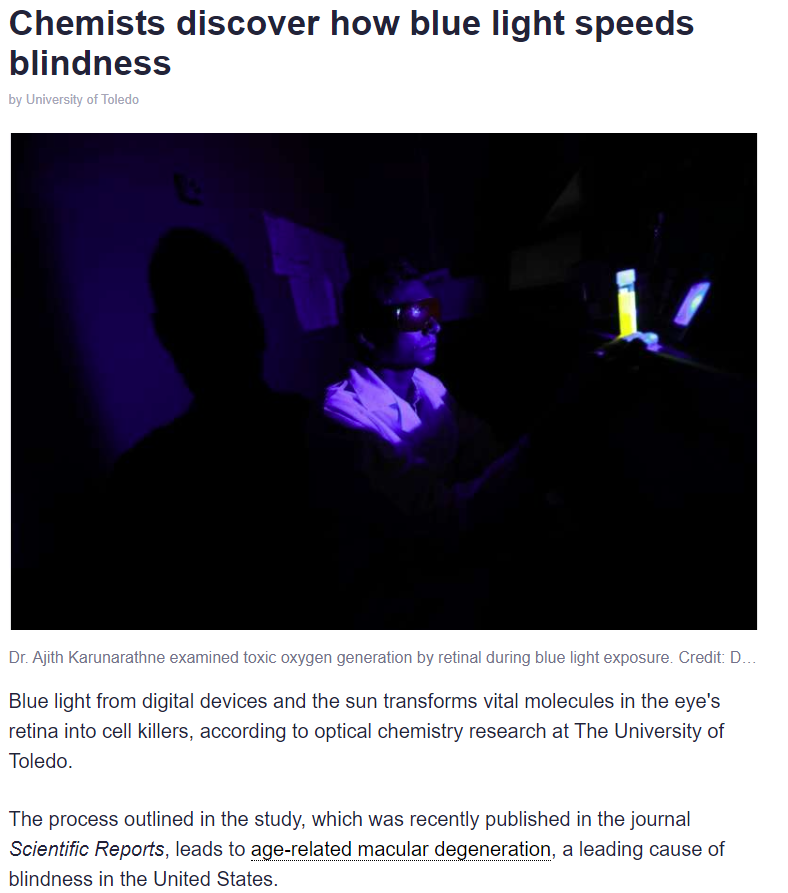 Chemists discover how blue light speeds
blindness
by University of Toledo
Dr. Ajith Karunarathne examined toxic oxygen generation by retinal during blue light exposure. Credit: D…
Blue light from digital devices and the sun transforms vital molecules in the eye's
retina into cell killers, according to optical chemistry research at The University of
Toledo.
The process outlined in the study, which was recently published in the journal
Scientific Reports, leads to age-related macular degeneration, a leading cause of
blindness in the United States.